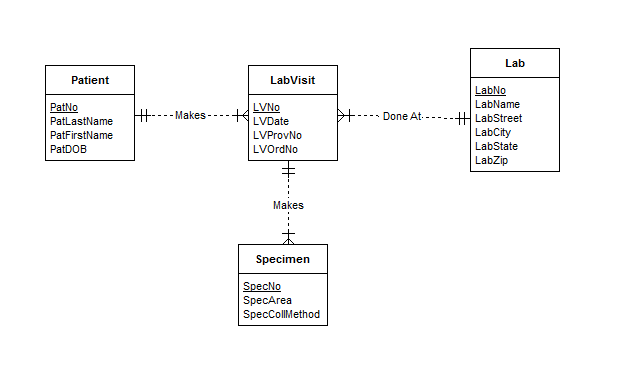 Patient
PatNo
PatLastName
PatFirstName
PatDOB
Makes
LabVisit
LVNo
LVDate
LVProvNo
LVOrdNo
Done At
Lab
LabNo
LabName
LabStreet
LabCity
LabState
LabZip
Makes
Specimen
SpecNo
SpecArea
SpecCollMethod